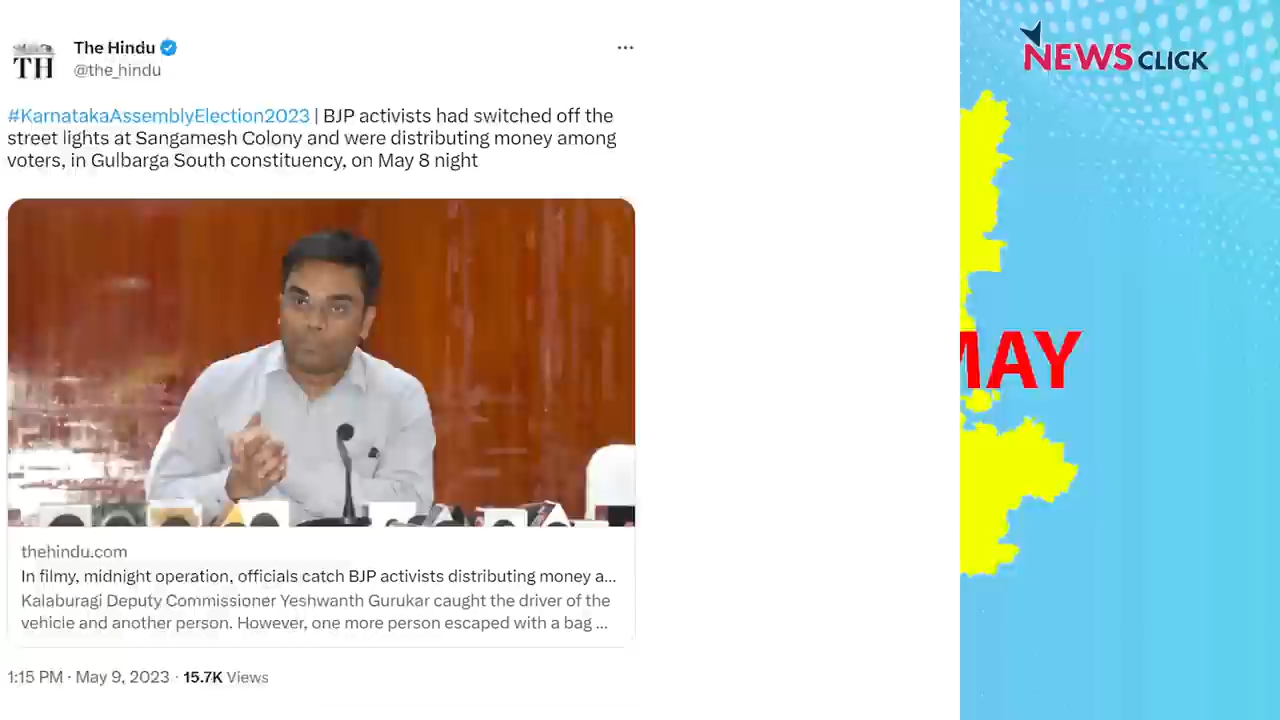 The Hindu
TH
@the_hindu
#KarnatakaAssemblyElection2023 | BJP activists had switched off the
street lights at Sangamesh Colony and were distributing money among
voters, in Gulbarga South constituency, on May 8 night
thehindu.com
In filmy, midnight operation, officials catch BJP activists distributing money a...
Kalaburagi Deputy Commissioner Yeshwanth Gurukar caught the driver of the
vehicle and another person. However, one more person escaped with a bag ...
1:15 PM · May 9, 2023 · 15.7K Views
NEWS CLICK
MAY